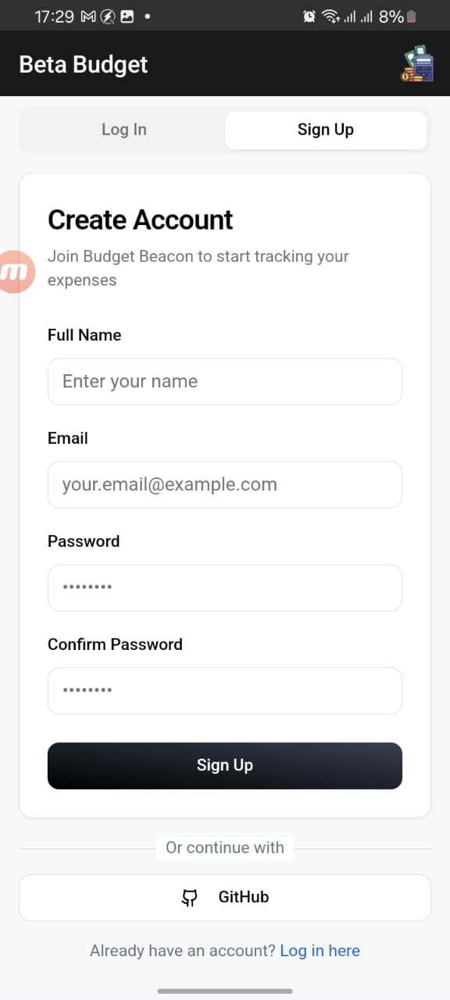 17:29
8%
Beta Budget
Log In
Sign Up
Create Account
Join Budget Beacon to start tracking your
expenses
m
Full Name
Enter your name
Email
your.email@example.com
Password
••••••••
Confirm Password
••••••••
Sign Up
Or continue with
GitHub
Already have an account? Log in here